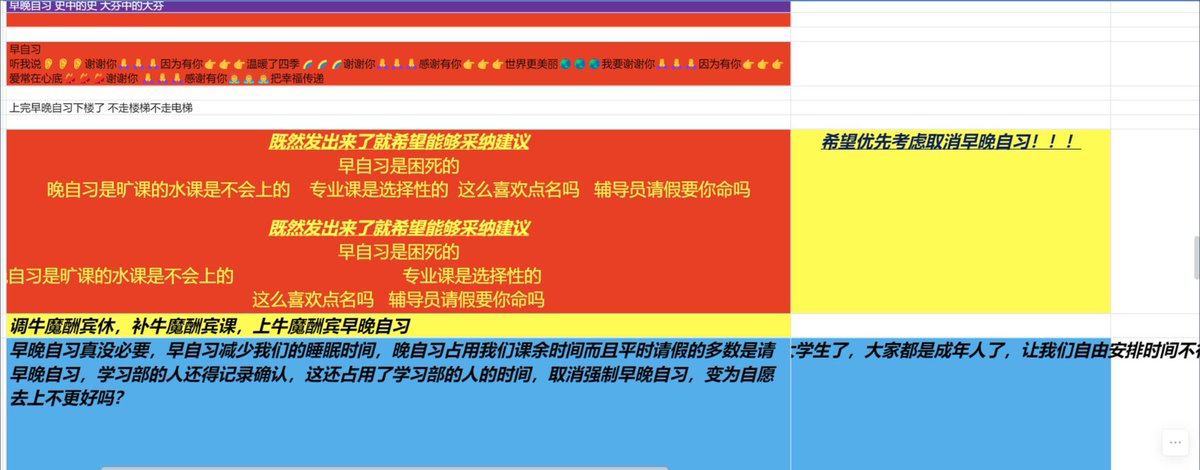 早晚自习 史中的史 大分中的大分
早自习
听我说👂👂👂谢谢你🙏🙏🙏因为有你👉👉👉温暖了四季🌈🌈🌈谢谢你🙏🙏🙏感谢有你👉👉👉世界更美丽🌏🌏🌏我要谢谢你🙏🙏🙏因为有你👉👉👉
爱常在心底💕💕💕谢谢你🙏🙏🙏感谢有你🙇🙇🙇把幸福传递
上完早晚自习下楼了 不走楼梯不走电梯
既然发出来了就希望能够采纳建议
希望优先考虑取消早晚自习！！！
早自习是困死的
晚自习是旷课的水课是不会上的 专业课是选择性的 这么喜欢点名吗 辅导员请假要你命吗
既然发出来了就希望能够采纳建议
早自习是困死的
自习是旷课的水课是不会上的 专业课是选择性的
这么喜欢点名吗 辅导员请假要你命吗
调牛魔酬宾休，补牛魔酬宾课，上牛魔酬宾早晚自习
早晚自习真没必要，早自习减少我们的睡眠时间，晚自习占用我们课余时间而且平时请假的多数是请
早晚自习，学习部的人还得记录确认，这还占用了学习部的人的时间，取消强制早晚自习，变为自愿
去上不更好吗？
大学生了，大家都是成年人了，让我们自由安排时间不